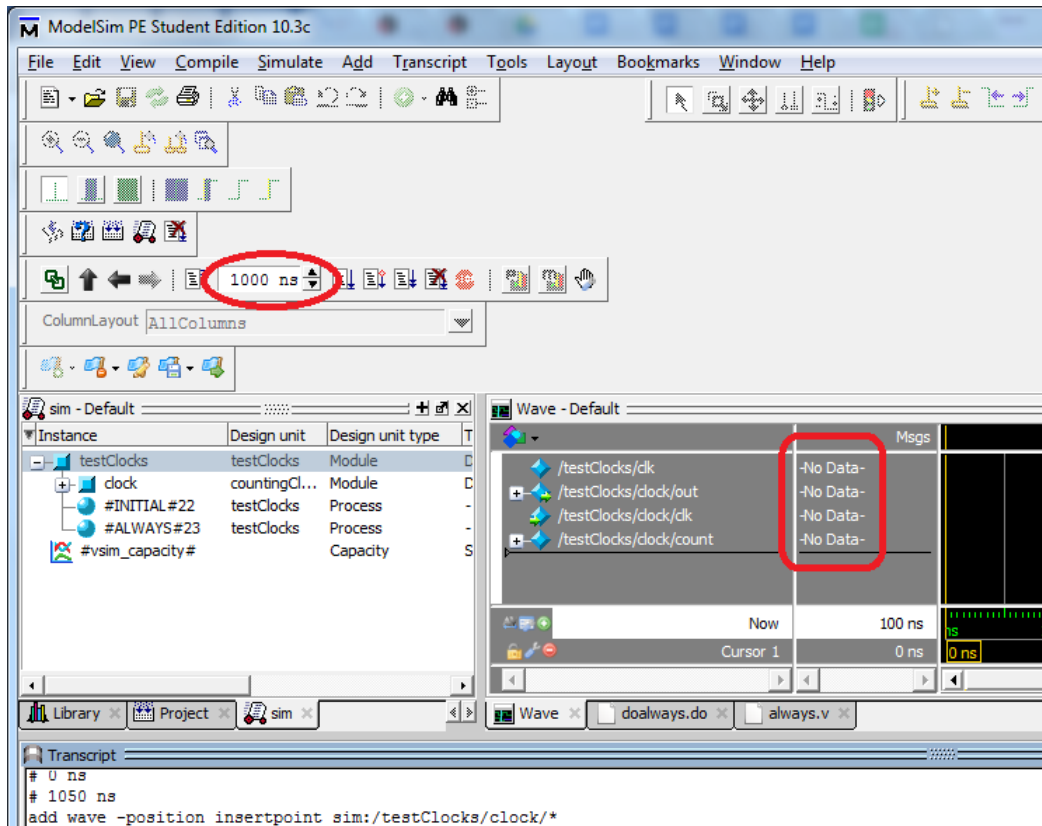 ModelSim PE Student Edition 10.3c
File Edit View Compile Simulate Add Transcript Tools Layout Bookmarks Window Help
1000 ns
ColumnLayout AllColumns
sim - Default
Instance Design unit Design unit type T
testClocks testClocks Module D
clock countingCl... Module D
#INITIAL#22 testClocks Process -
#ALWAYS#23 testClocks Process -
#vsim_capacity# Capacity S
Library Project sim
Wave - Default
Msgs
/testClocks/clk -No Data-
/testClocks/clock/out -No Data-
/testClocks/clock/clk -No Data-
/testClocks/clock/count -No Data-
Now 100 ns ns
Cursor 1 0 ns 0 ns
Wave doalways.do always.v
Transcript
# 0 ns
# 1050 ns
add wave -position insertpoint sim:/testClocks/clock/*